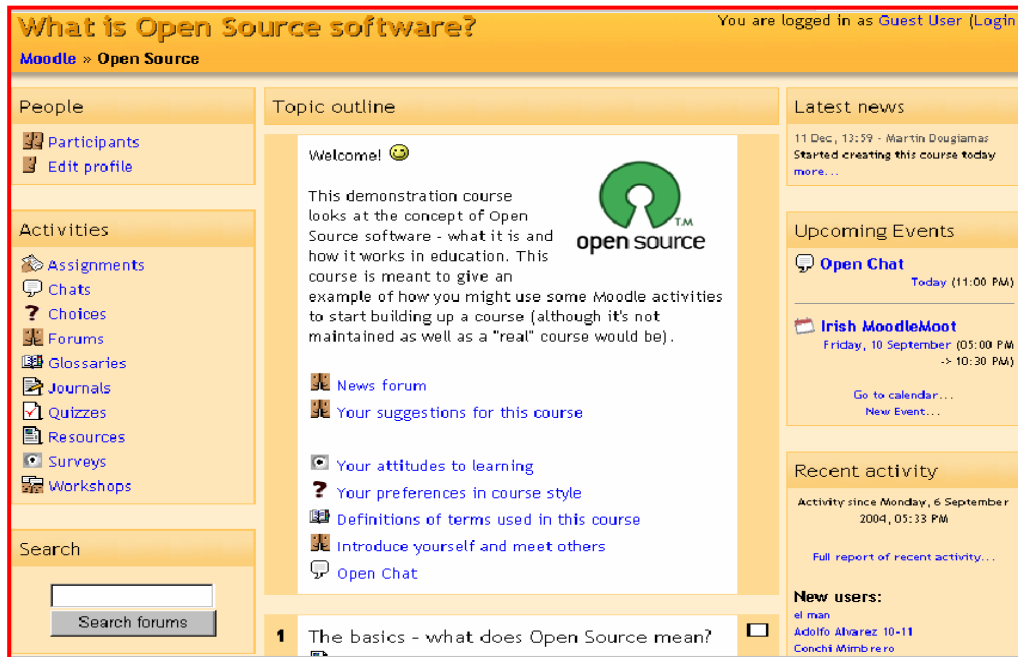 What is Open Source software?
You are logged in as Guest User (Login
Moodle » Open Source
People
Participants
Edit profile
Activities
Assignments
Chats
Choices
Forums
Glossaries
Journals
Quizzes
Resources
Surveys
Workshops
Search
Search forums
Topic outline
Welcome!
This demonstration course
looks at the concept of Open
Source software - what it is and
how it works in education. This
course is meant to give an
example of how you might use some Moodle activities
to start building up a course (although it's not
maintained as well as a "real" course would be).
T.M
open source
News forum
Your suggestions for this course
Your attitudes to learning
Your preferences in course style
Definitions of terms used in this course
Introduce yourself and meet others
Open Chat
1 The basics - what does Open Source mean?
Latest news
11 Dec, 13:59 - Martin Dougiamas
Started creating this course today
more...
Upcoming Events
Open Chat
Today (11:00 PM)
Irish MoodleMoot
Friday, 10 September (05:00 PM
-> 10:30 PM)
Go to calendar...
New Event...
Recent activity
Activity since Monday, 6 September
2004, 05:33 PM
Full report of recent activity...
New users:
el man
Adolfo Alvarez 10-11
Conchi Mimbrero